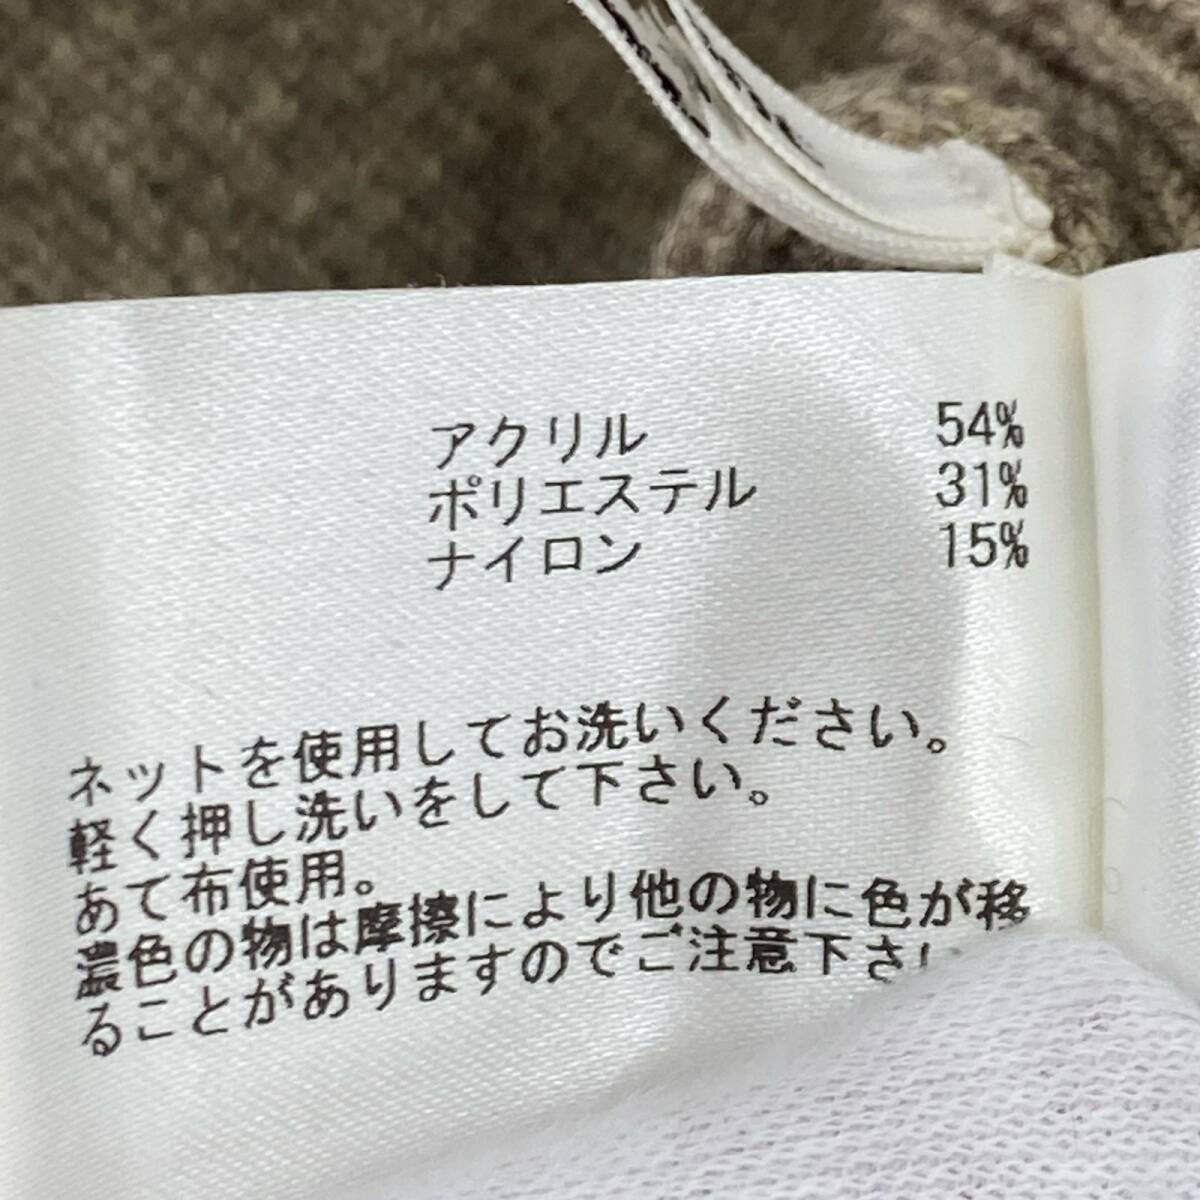 アクリル 54%
ポリエステル 31%
ナイロン 15%
ネットを使用してお洗いください。
軽く押し洗いをして下さい。
あて布使用。
濃色の物は摩擦により他の物に色が移
ることがありますのでご注意下さい